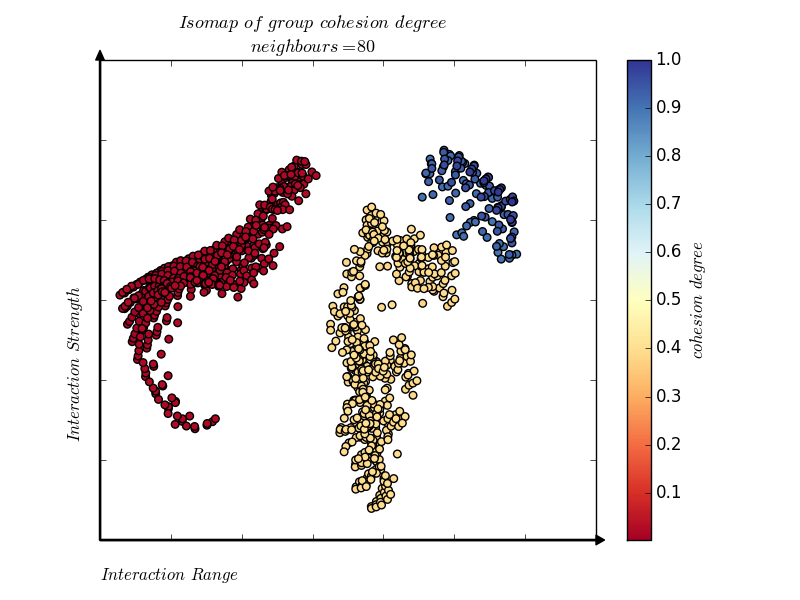 Isomap of group cohesion degree
neighbours = 80
1.0
0.9
0.8
0.7
0.6
0.5
0.4
0.3
0.2
0.1
cohesion degree
Interaction Strength
Interaction Range